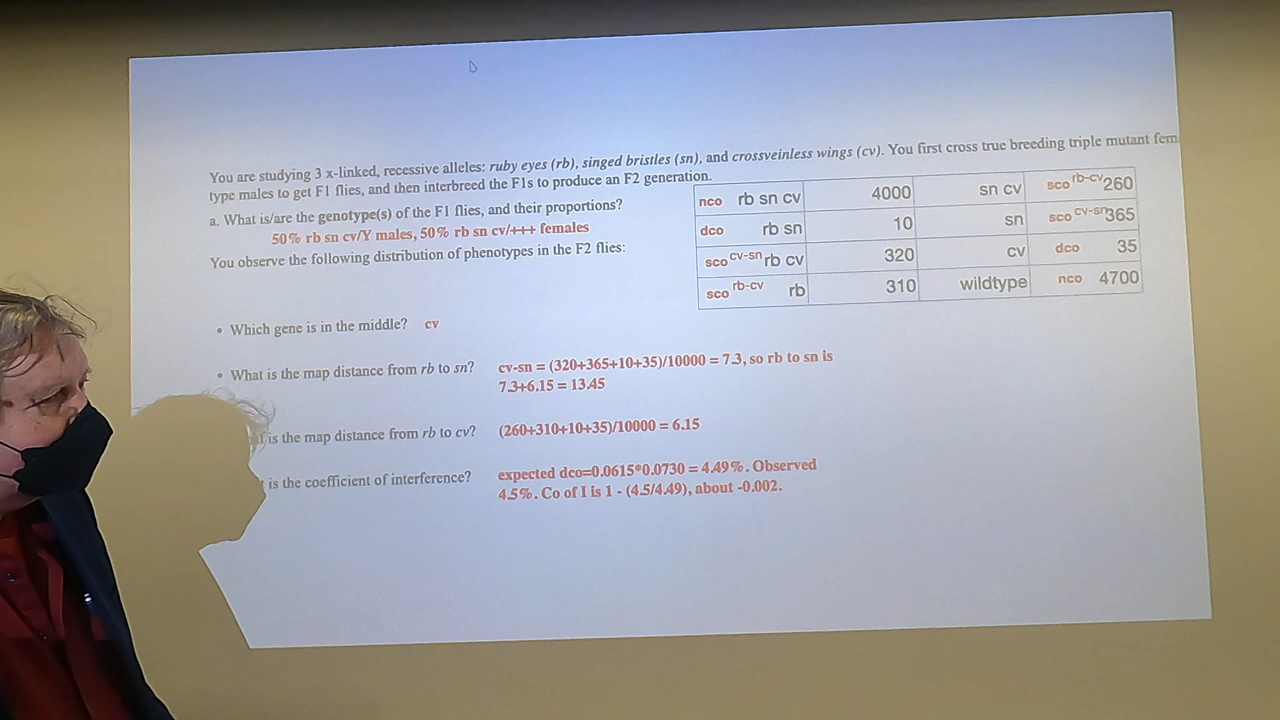 You are studying 3 x-linked, recessive alleles: ruby eyes (rb), singed bristles (sn), and crossveinless wings (cv). You first cross true breeding triple mutant fem
type males to get F1 flies, and then interbreed the F1s to produce an F2 generation.
a. What is/are the genotype(s) of the F1 flies, and their proportions?
50% rb sn cv/Y males, 50% rb sn cv/+++ females
You observe the following distribution of phenotypes in the F2 flies:
nco rb sn cv 4000 sn cv sco rb-cv 260
dco rb sn 10 sn sco cv-sn 365
sco cv-sn rb cv 320 cv dco 35
sco rb-cv rb 310 wildtype nco 4700
• Which gene is in the middle? cv
• What is the map distance from rb to sn? cv-sn = (320+365+10+35)/10000 = 7.3, so rb to sn is
7.3+6.15 = 13.45
is the map distance from rb to cv? (260+310+10+35)/10000 = 6.15
is the coefficient of interference? expected dco=0.0615*0.0730 = 4.49%. Observed
4.5%. Co of I is 1 - (4.5/4.49), about -0.002.